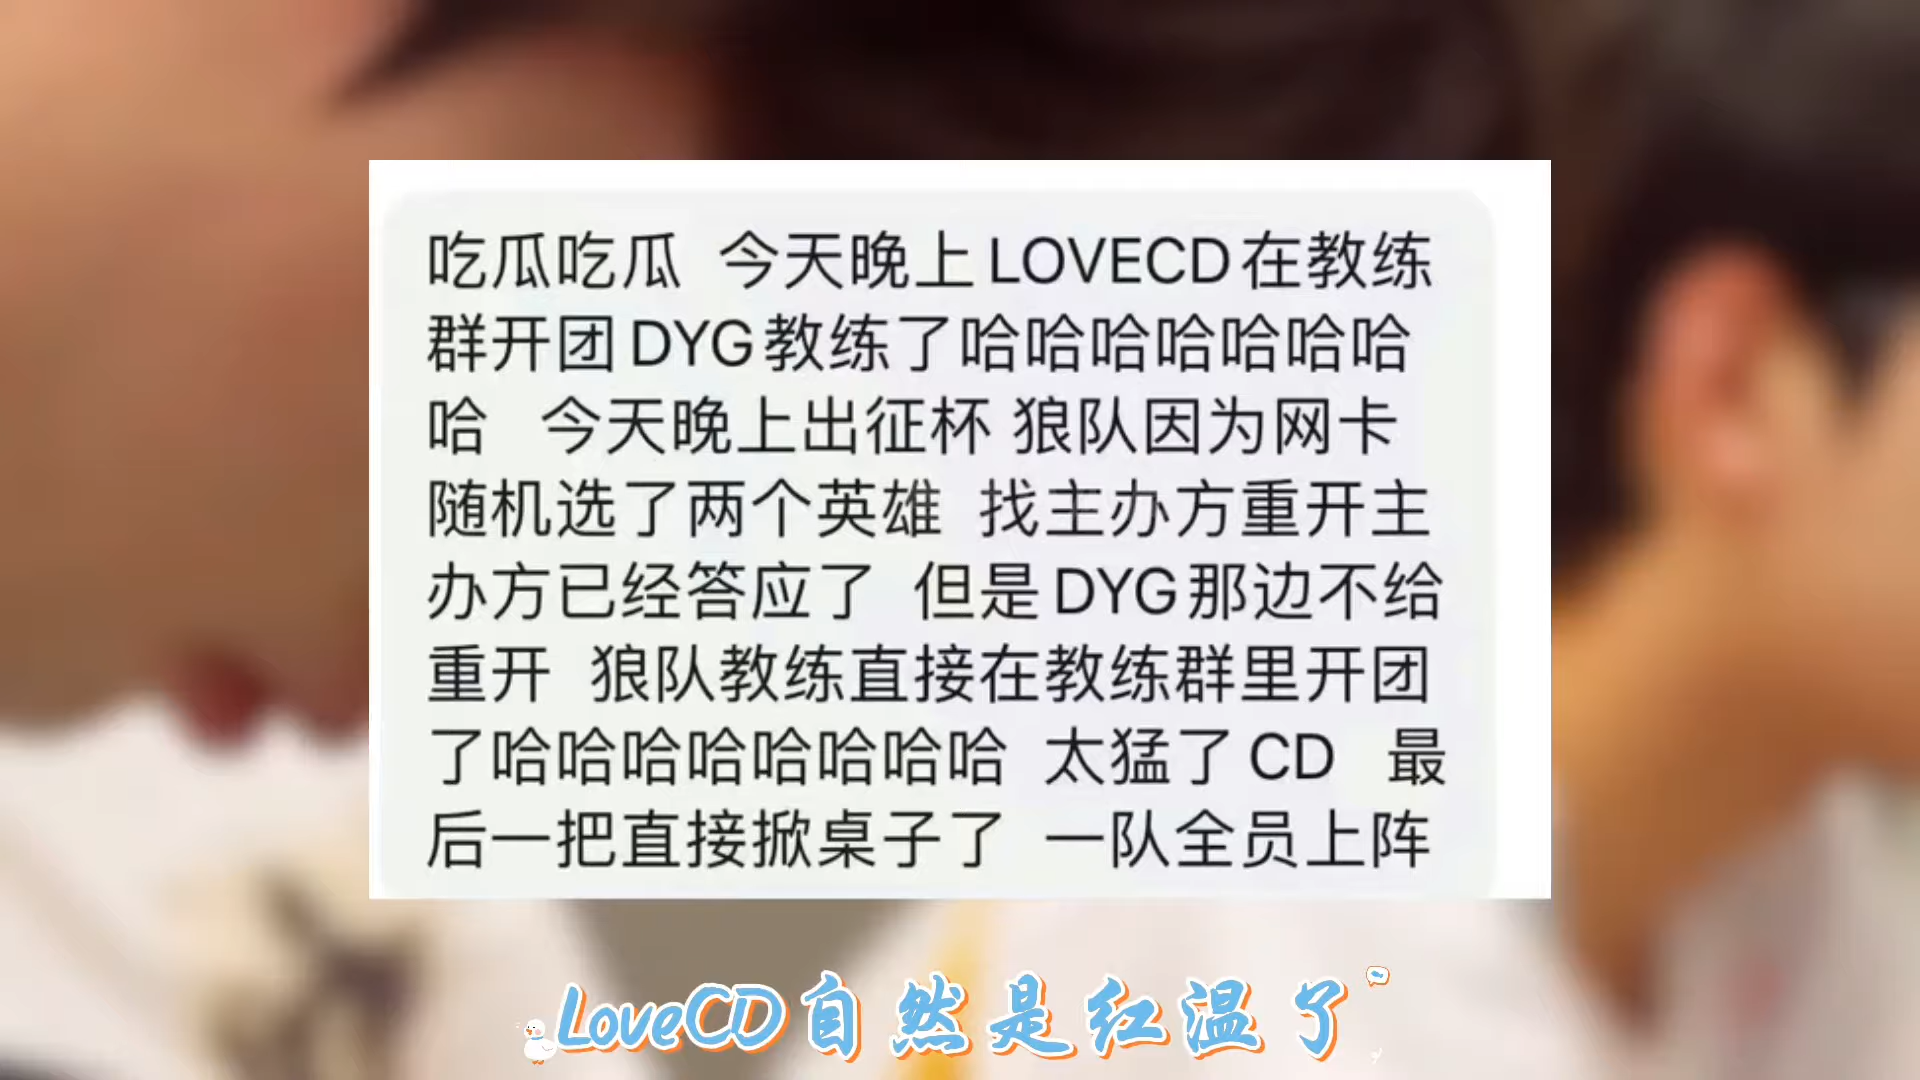 吃瓜吃瓜 今天晚上LOVECD在教练
群开团DYG教练了哈哈哈哈哈哈哈
哈 今天晚上出征杯 狼队因为网卡
随机选了两个英雄 找主办方重开主
办方已经答应了 但是DYG那边不给
重开 狼队教练直接在教练群里开团
了哈哈哈哈哈哈哈哈 太猛了CD 最
后一把直接掀桌子了 一队全员上阵
LoveCD自然是红温了